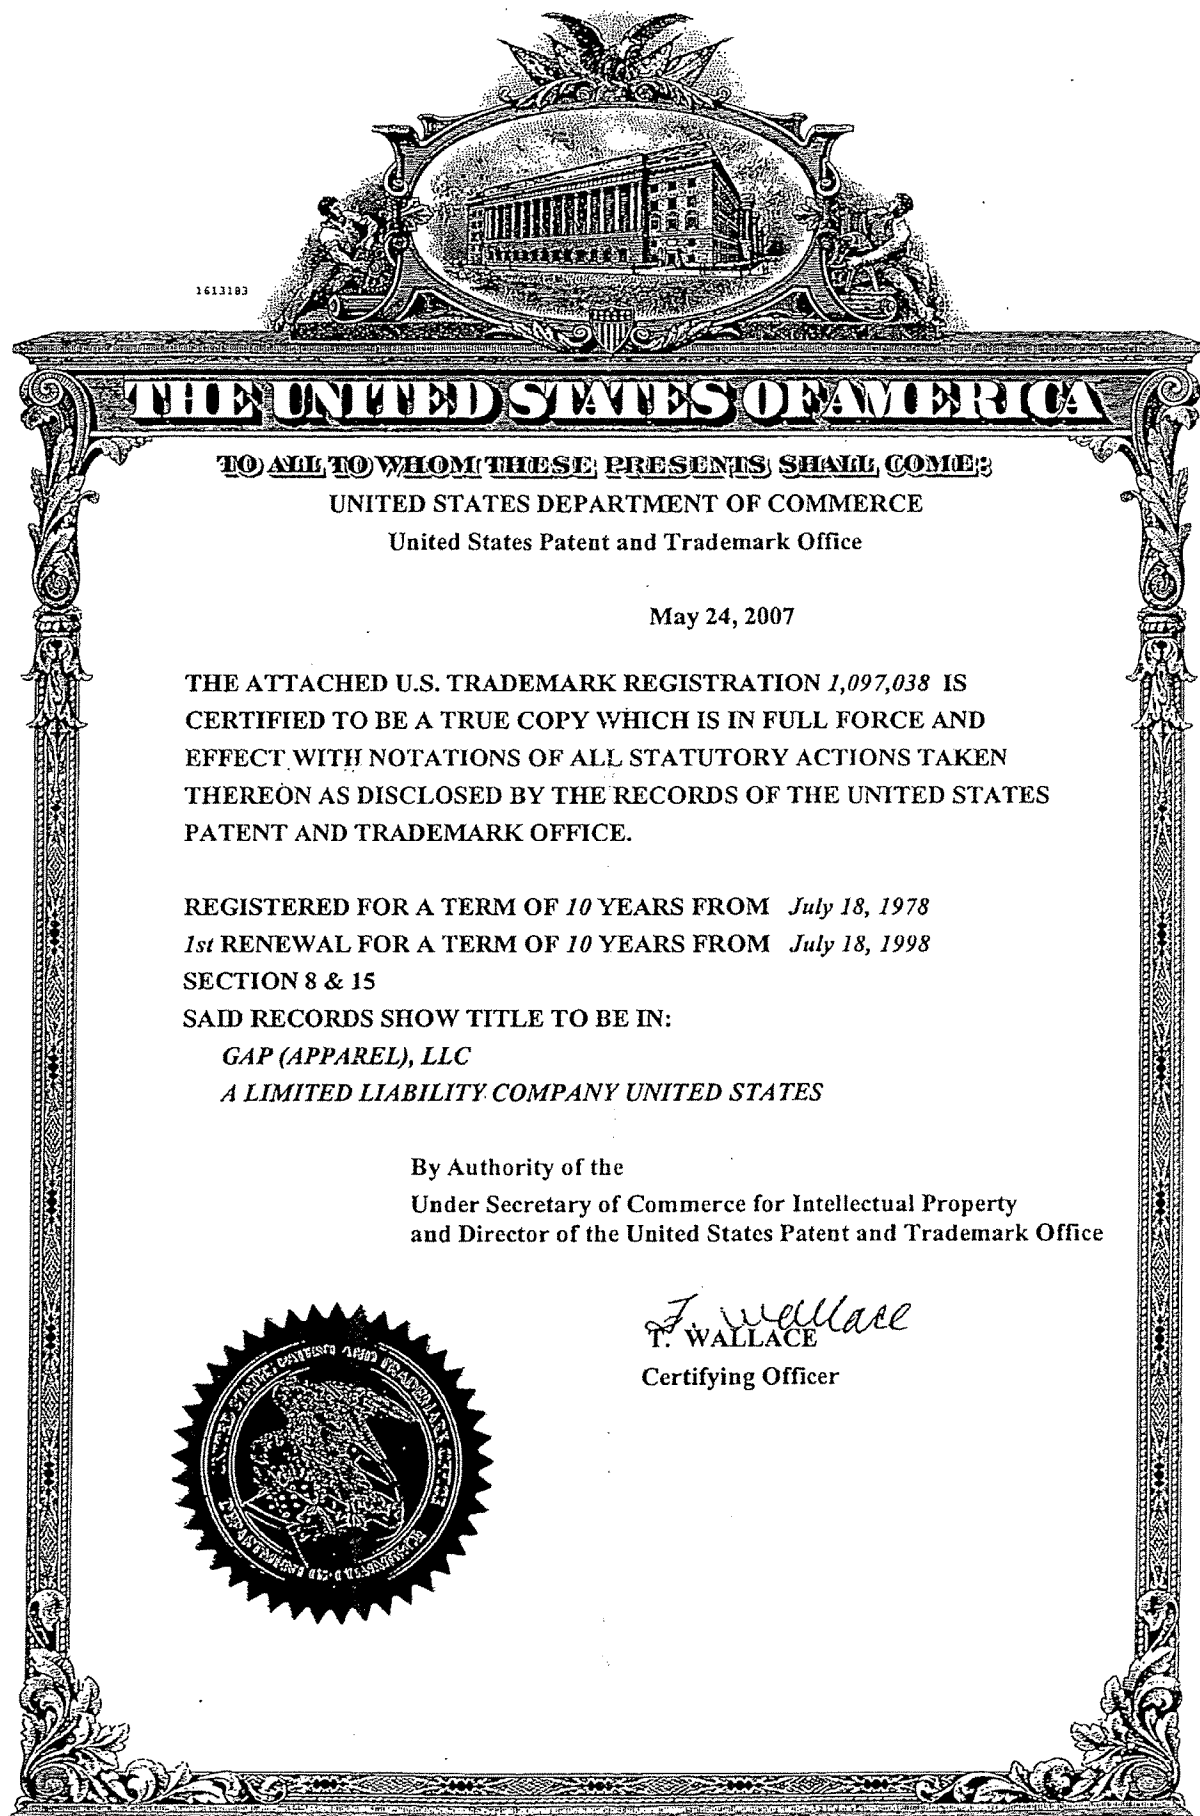 1613183
THE UNITED STATES OF AMERICA
TO ALL TO WHOM THESE PRESENTS SHALL COME:
UNITED STATES DEPARTMENT OF COMMERCE
United States Patent and Trademark Office
May 24, 2007
THE ATTACHED U.S. TRADEMARK REGISTRATION 1,097,038 IS
CERTIFIED TO BE A TRUE COPY WHICH IS IN FULL FORCE AND
EFFECT WITH NOTATIONS OF ALL STATUTORY ACTIONS TAKEN
THEREON AS DISCLOSED BY THE RECORDS OF THE UNITED STATES
PATENT AND TRADEMARK OFFICE.
REGISTERED FOR A TERM OF 10 YEARS FROM July 18, 1978
1st RENEWAL FOR A TERM OF 10 YEARS FROM July 18, 1998
SECTION 8 & 15
SAID RECORDS SHOW TITLE TO BE IN:
GAP (APPAREL), LLC
A LIMITED LIABILITY COMPANY UNITED STATES
By Authority of the
Under Secretary of Commerce for Intellectual Property
and Director of the United States Patent and Trademark Office
T. Wallace
T. WALLACE
Certifying Officer
UNITED STATES PATENT AND TRADEMARK OFFICE